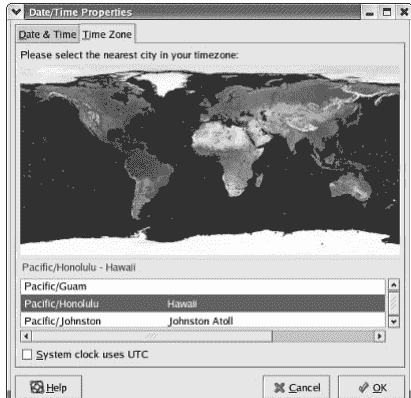 Date/Time Properties
Date & Time Time Zone
Please select the nearest city in your timezone:
Pacific/Honolulu - Hawaii
Pacific/Guam
Pacific/Honolulu Hawaii
Pacific/Johnston Johnston Atoll
System clock uses UTC
Help Cancel OK